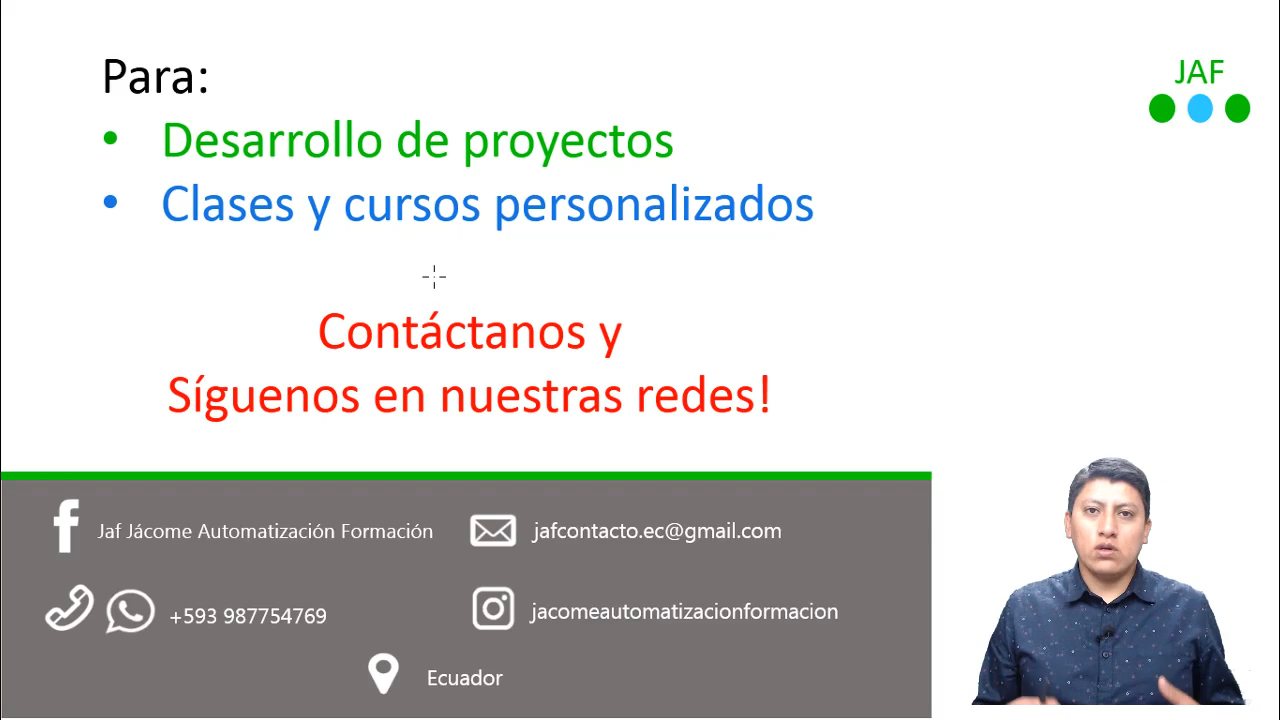 Para:
JAF
• Desarrollo de proyectos
• Clases y cursos personalizados
Contáctanos y
Síguenos en nuestras redes!
Jaf Jácome Automatización Formación
jafcontacto.ec@gmail.com
+593 987754769
jacomeautomatizacionformacion
Ecuador